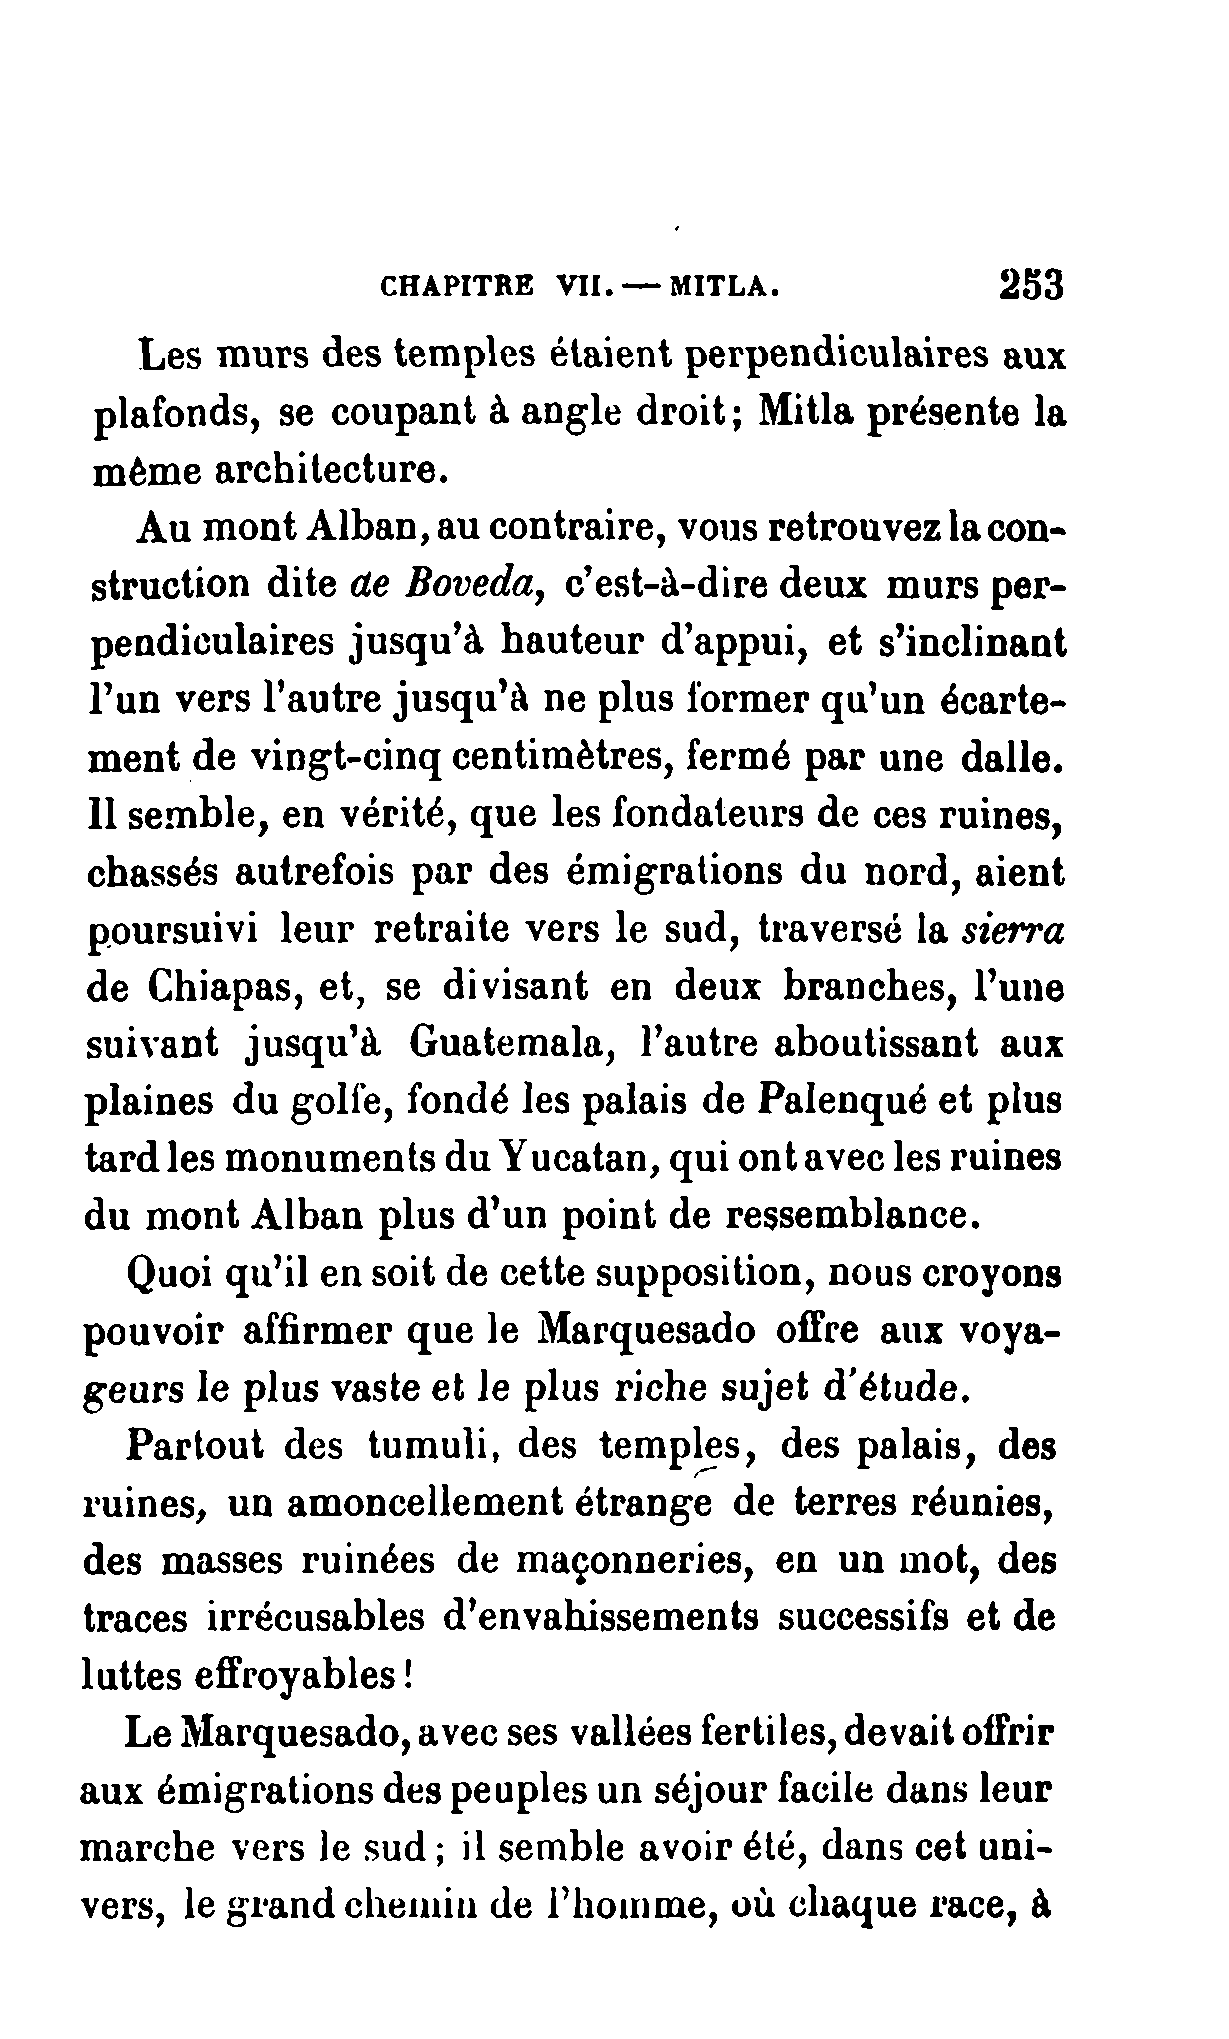 CHAPITRE VII. — MITLA. 253
Les murs des temples étaient perpendiculaires aux
plafonds, se coupant à angle droit; Mitla présente la
même architecture.
Au mont Alban, au contraire, vous retrouvez la con-
struction dite de Boveda, c'est-à-dire deux murs per-
pendiculaires jusqu'à hauteur d'appui, et s'inclinant
l'un vers l'autre jusqu'à ne plus former qu'un écarte-
ment de vingt-cinq centimètres, fermé par une dalle.
Il semble, en vérité, que les fondateurs de ces ruines,
chassés autrefois par des émigrations du nord, aient
poursuivi leur retraite vers le sud, traversé la sierra
de Chiapas, et, se divisant en deux branches, l'une
suivant jusqu'à Guatemala, l'autre aboutissant aux
plaines du golfe, fondé les palais de Palenqué et plus
tard les monuments du Yucatan, qui ont avec les ruines
du mont Alban plus d'un point de ressemblance.
Quoi qu'il en soit de cette supposition, nous croyons
pouvoir affirmer que le Marquesado offre aux voya-
geurs le plus vaste et le plus riche sujet d'étude.
Partout des tumuli, des temples, des palais, des
ruines, un amoncellement étrange de terres réunies,
des masses ruinées de maçonneries, en un mot, des
traces irrécusables d'envahissements successifs et de
luttes effroyables !
Le Marquesado, avec ses vallées fertiles, devait offrir
aux émigrations des peuples un séjour facile dans leur
marche vers le sud ; il semble avoir été, dans cet uni-
vers, le grand chemin de l'homme, où chaque race, à